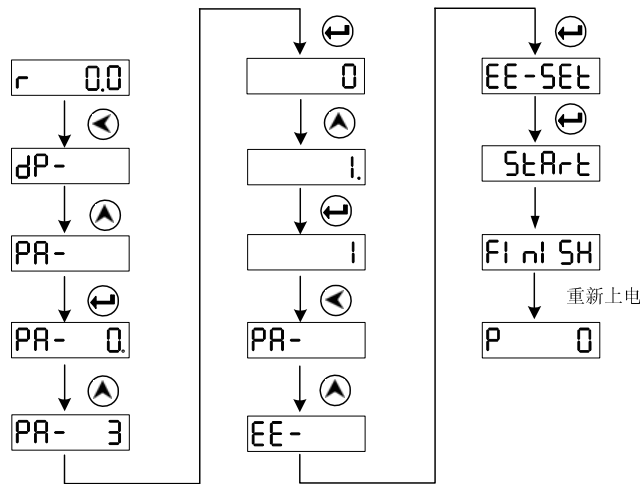 r 0.0
dP-
PA-
PA- 0.
PA- 3
0
1.
1
PA-
EE-
EE-SEt
StArt
FInISH
重新上电
P 0